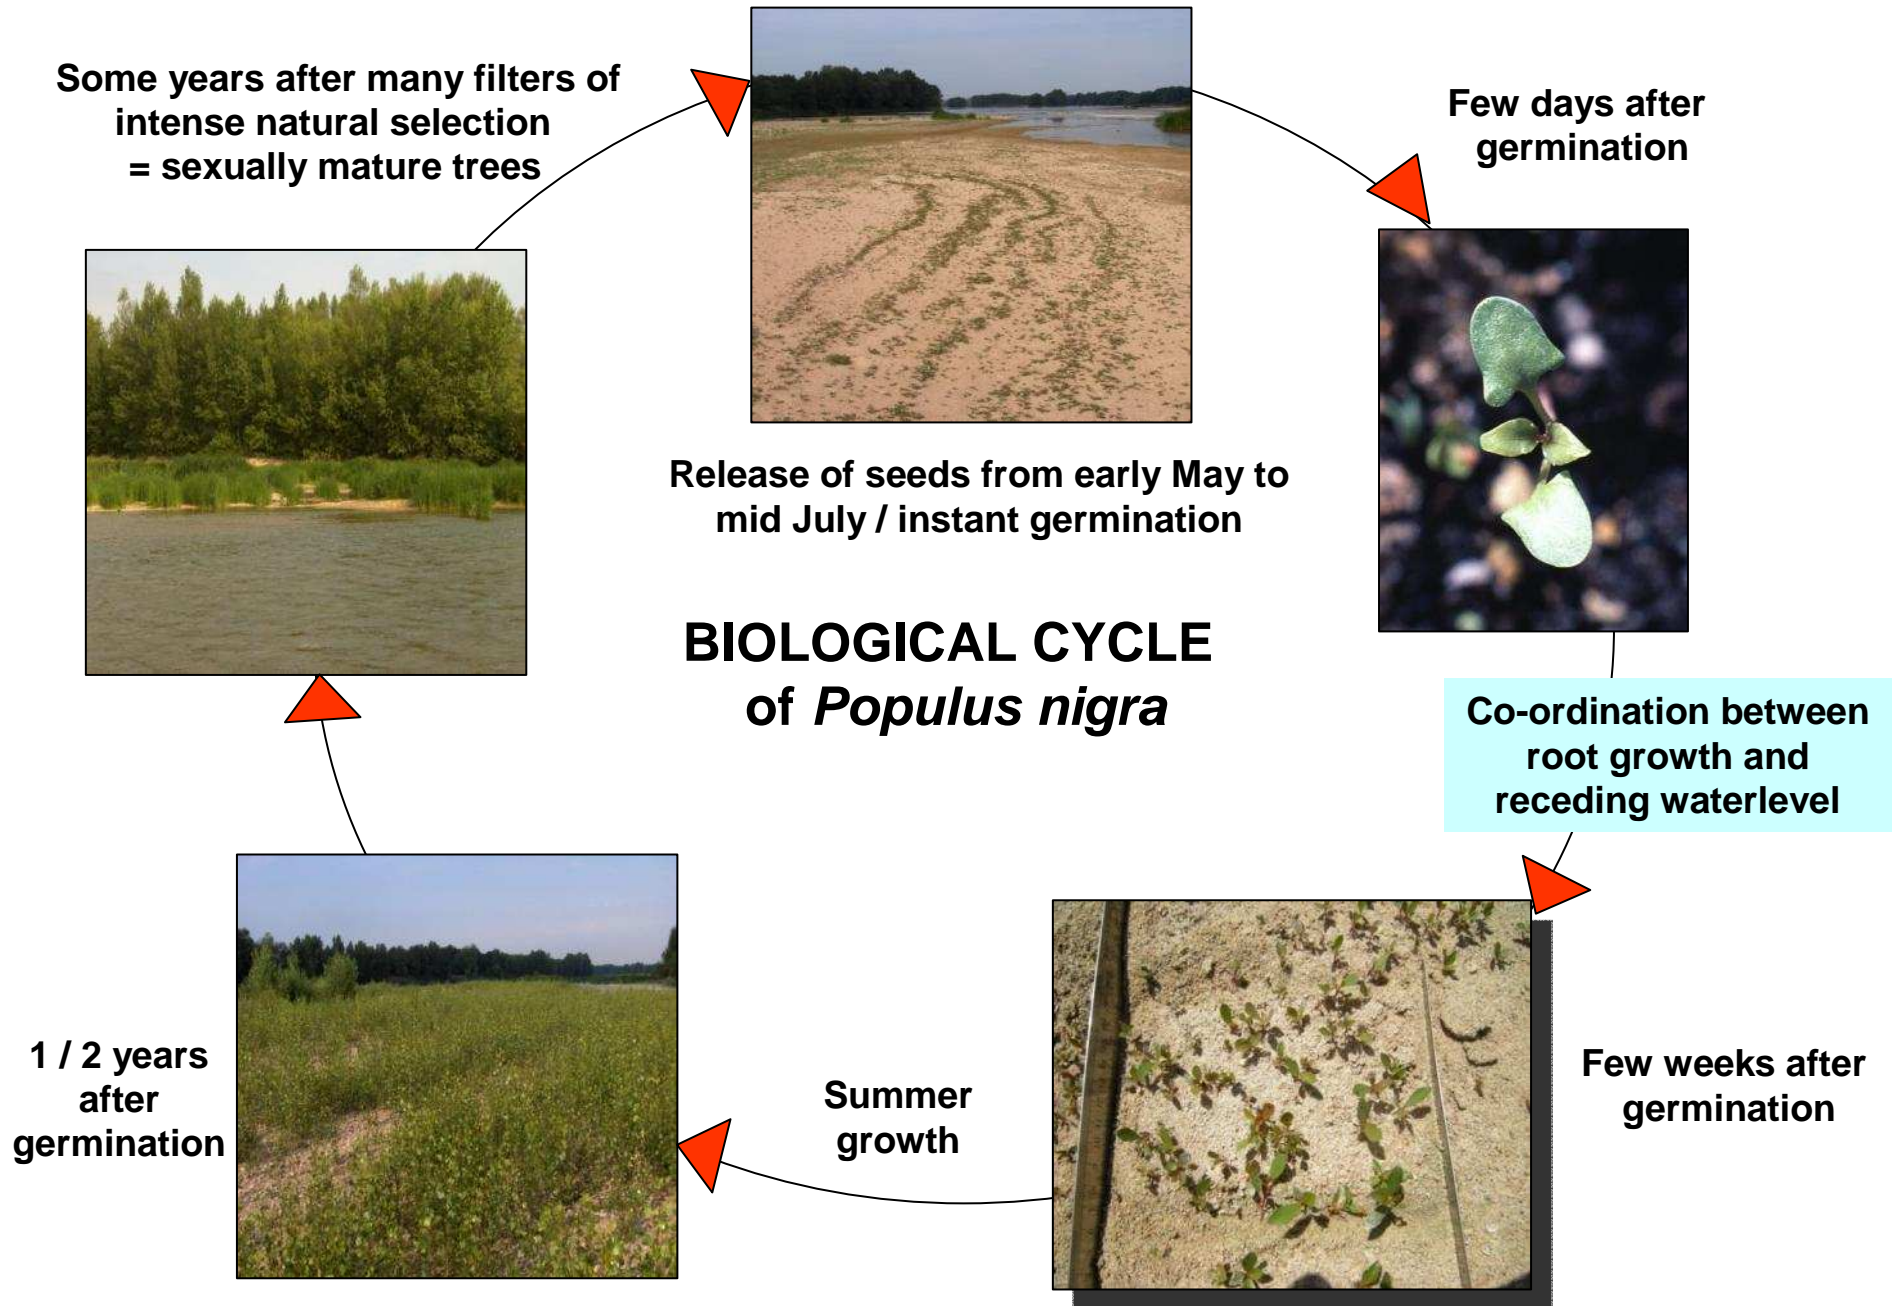 Some years after many filters of
intense natural selection
= sexually mature trees
Few days after
germination
Release of seeds from early May to
mid July / instant germination
BIOLOGICAL CYCLE
of Populus nigra
Co-ordination between
root growth and
receding waterlevel
1 / 2 years
after
germination
Summer
growth
Few weeks after
germination